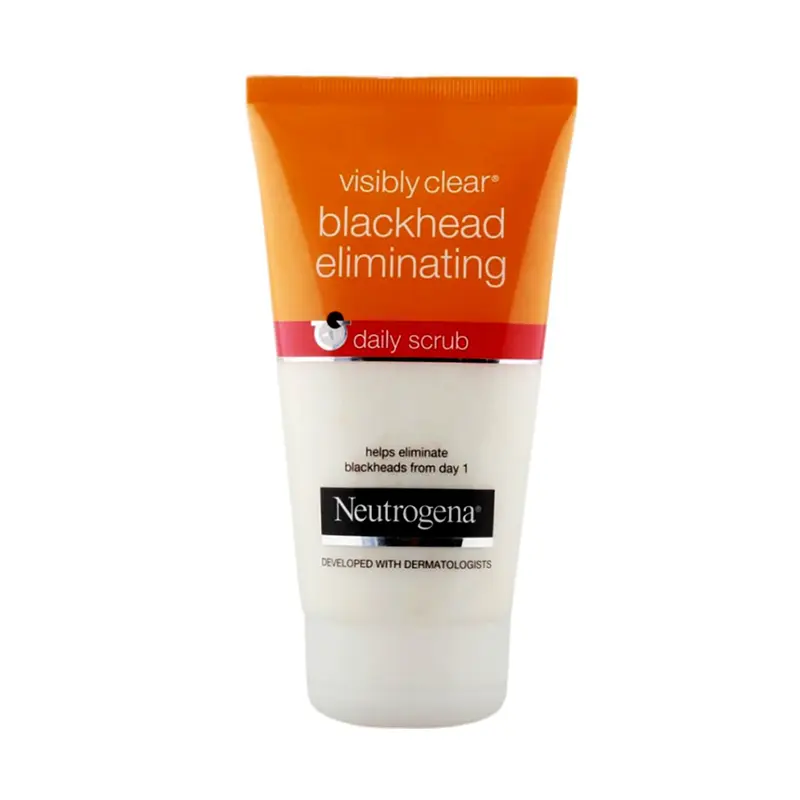 visibly clear®
blackhead
eliminating
daily scrub
helps eliminate
blackheads from day 1
Neutrogena®
DEVELOPED WITH DERMATOLOGISTS